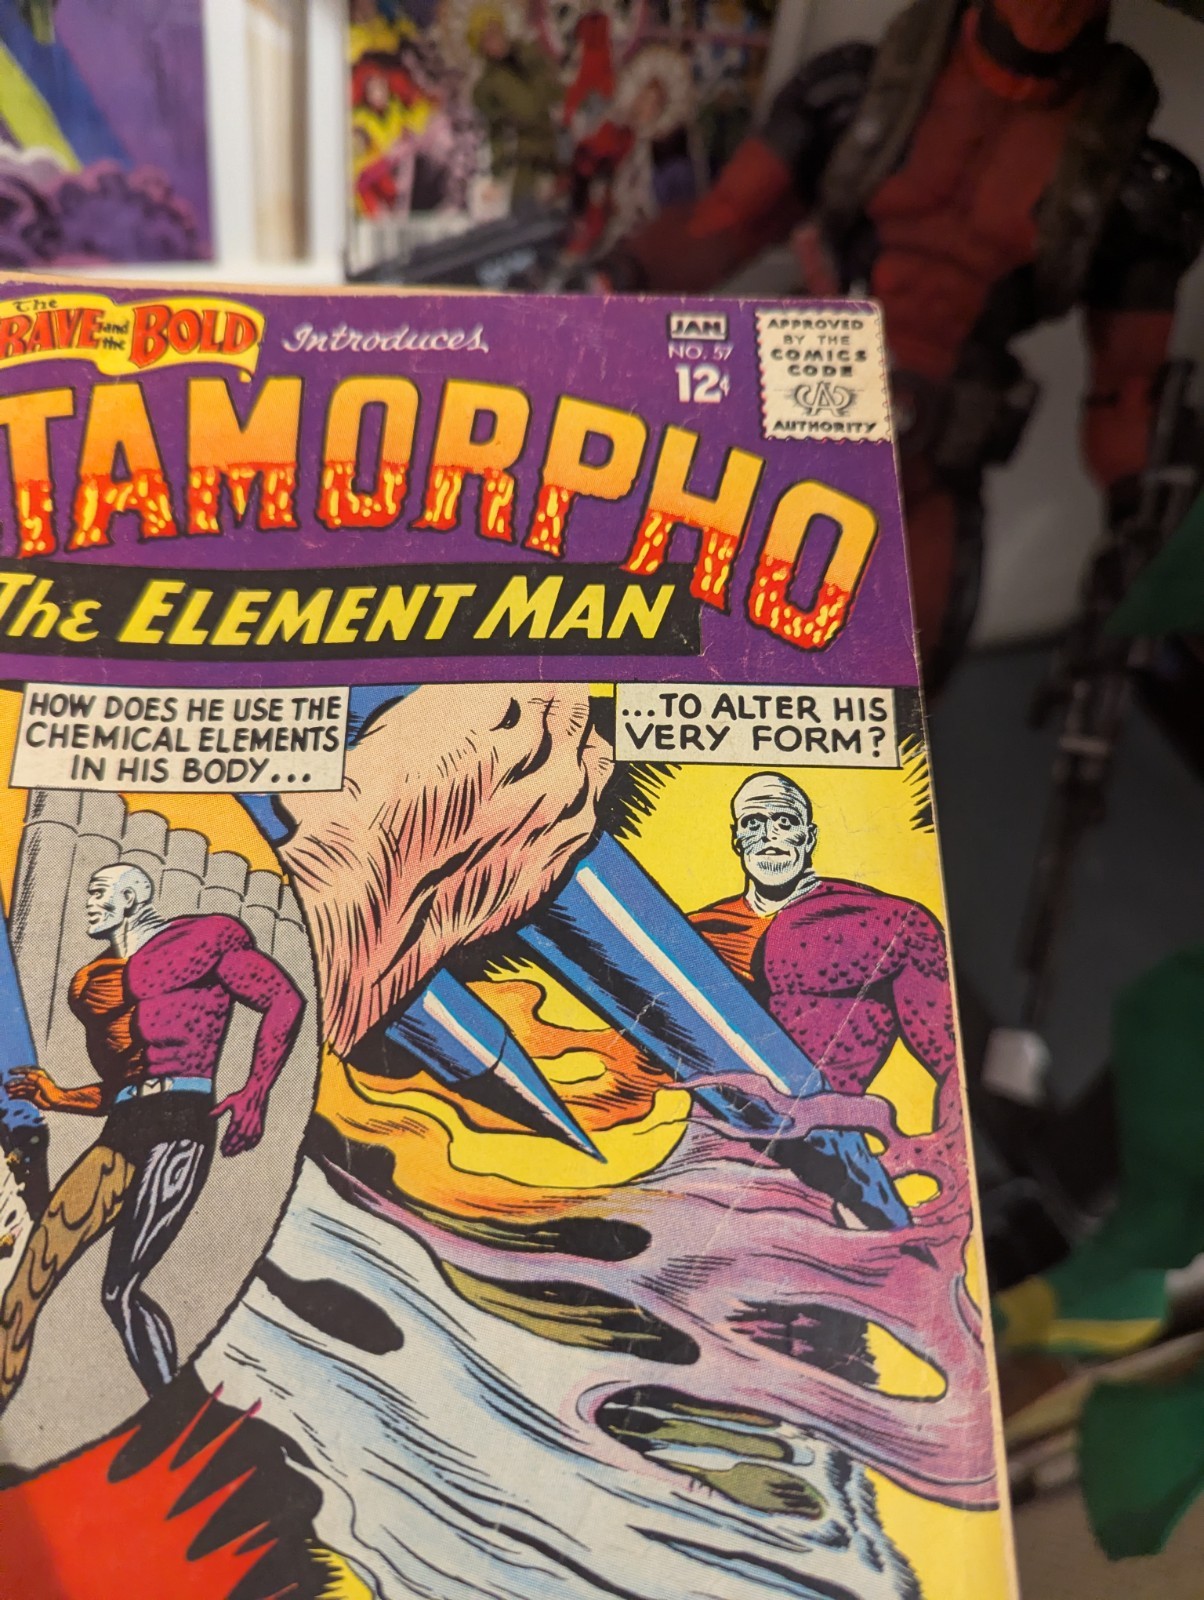 The
BRAVE and the BOLD
Introduces
JAN
NO. 57
12¢
APPROVED
BY THE
COMICS
CODE
CA
AUTHORITY
TAMORPHO
The ELEMENT MAN
HOW DOES HE USE THE
CHEMICAL ELEMENTS
IN HIS BODY...
...TO ALTER HIS
VERY FORM?
M